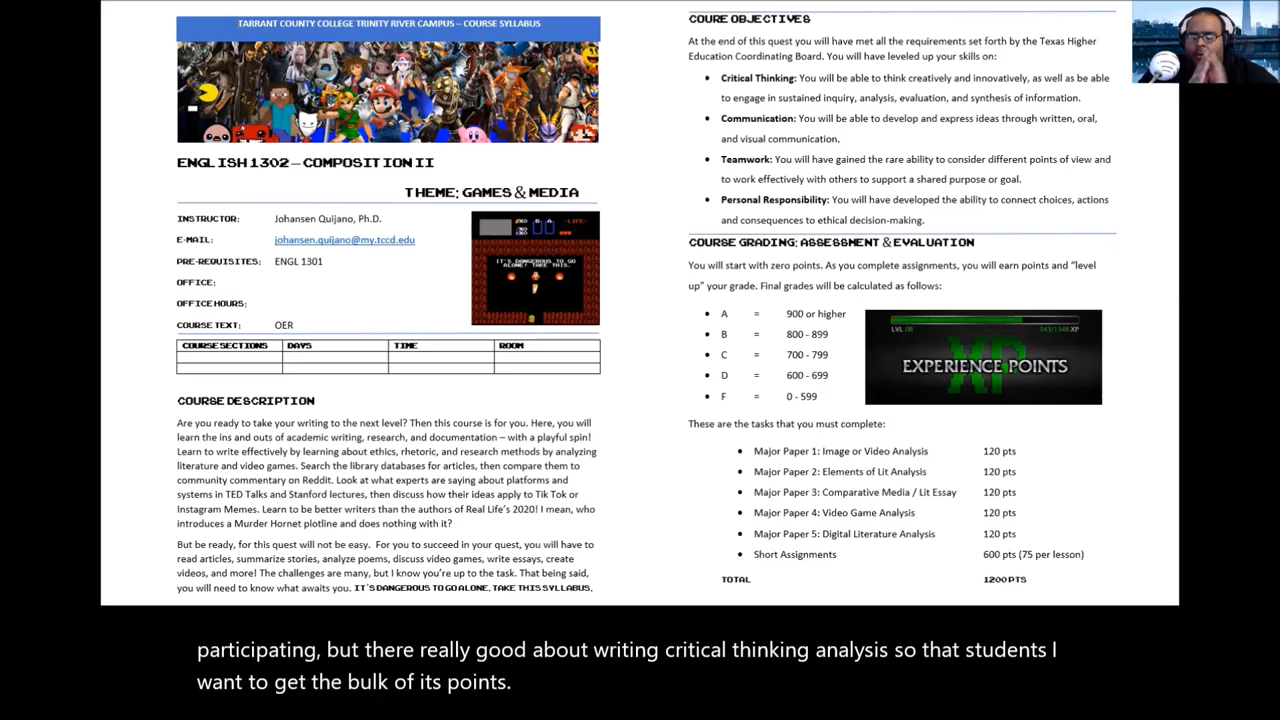 TARRANT COUNTY COLLEGE TRINITY RIVER CAMPUS – COURSE SYLLABUS
ENGLISH 1302 – COMPOSITION II
THEME: GAMES & MEDIA
INSTRUCTOR: Johansen Quijano, Ph.D.
E-MAIL: johansen.quijano@my.tccd.edu
PRE-REQUISITES: ENGL 1301
OFFICE:
OFFICE HOURS:
COURSE TEXT: OER
-LIFE-
IT'S DANGEROUS TO GO
ALONE! TAKE THIS.
COURSE SECTIONS DAYS TIME ROOM
COURSE DESCRIPTION
Are you ready to take your writing to the next level? Then this course is for you. Here, you will
learn the ins and outs of academic writing, research, and documentation – with a playful spin!
Learn to write effectively by learning about ethics, rhetoric, and research methods by analyzing
literature and video games. Search the library databases for articles, then compare them to
community commentary on Reddit. Look at what experts are saying about platforms and
systems in TED Talks and Stanford lectures, then discuss how their ideas apply to Tik Tok or
Instagram Memes. Learn to be better writers than the authors of Real Life's 2020! I mean, who
introduces a Murder Hornet plotline and does nothing with it?
But be ready, for this quest will not be easy. For you to succeed in your quest, you will have to
read articles, summarize stories, analyze poems, discuss video games, write essays, create
videos, and more! The challenges are many, but I know you're up to the task. That being said,
you will need to know what awaits you. IT'S DANGEROUS TO GO ALONE, TAKE THIS SYLLABUS.
COURE OBJECTIVES
At the end of this quest you will have met all the requirements set forth by the Texas Higher
Education Coordinating Board. You will have leveled up your skills on:
• Critical Thinking: You will be able to think creatively and innovatively, as well as be able
to engage in sustained inquiry, analysis, evaluation, and synthesis of information.
• Communication: You will be able to develop and express ideas through written, oral,
and visual communication.
• Teamwork: You will have gained the rare ability to consider different points of view and
to work effectively with others to support a shared purpose or goal.
• Personal Responsibility: You will have developed the ability to connect choices, actions
and consequences to ethical decision-making.
COURSE GRADING: ASSESSMENT & EVALUATION
You will start with zero points. As you complete assignments, you will earn points and “level
up” your grade. Final grades will be calculated as follows:
• A = 900 or higher
• B = 800 - 899
• C = 700 - 799
• D = 600 - 699
• F = 0 - 599
LVL 08
XP
EXPERIENCE POINTS
These are the tasks that you must complete:
• Major Paper 1: Image or Video Analysis 120 pts
• Major Paper 2: Elements of Lit Analysis 120 pts
• Major Paper 3: Comparative Media / Lit Essay 120 pts
• Major Paper 4: Video Game Analysis 120 pts
• Major Paper 5: Digital Literature Analysis 120 pts
• Short Assignments 600 pts (75 per lesson)
TOTAL 1200 PTS
participating, but there really good about writing critical thinking analysis so that students I
want to get the bulk of its points.